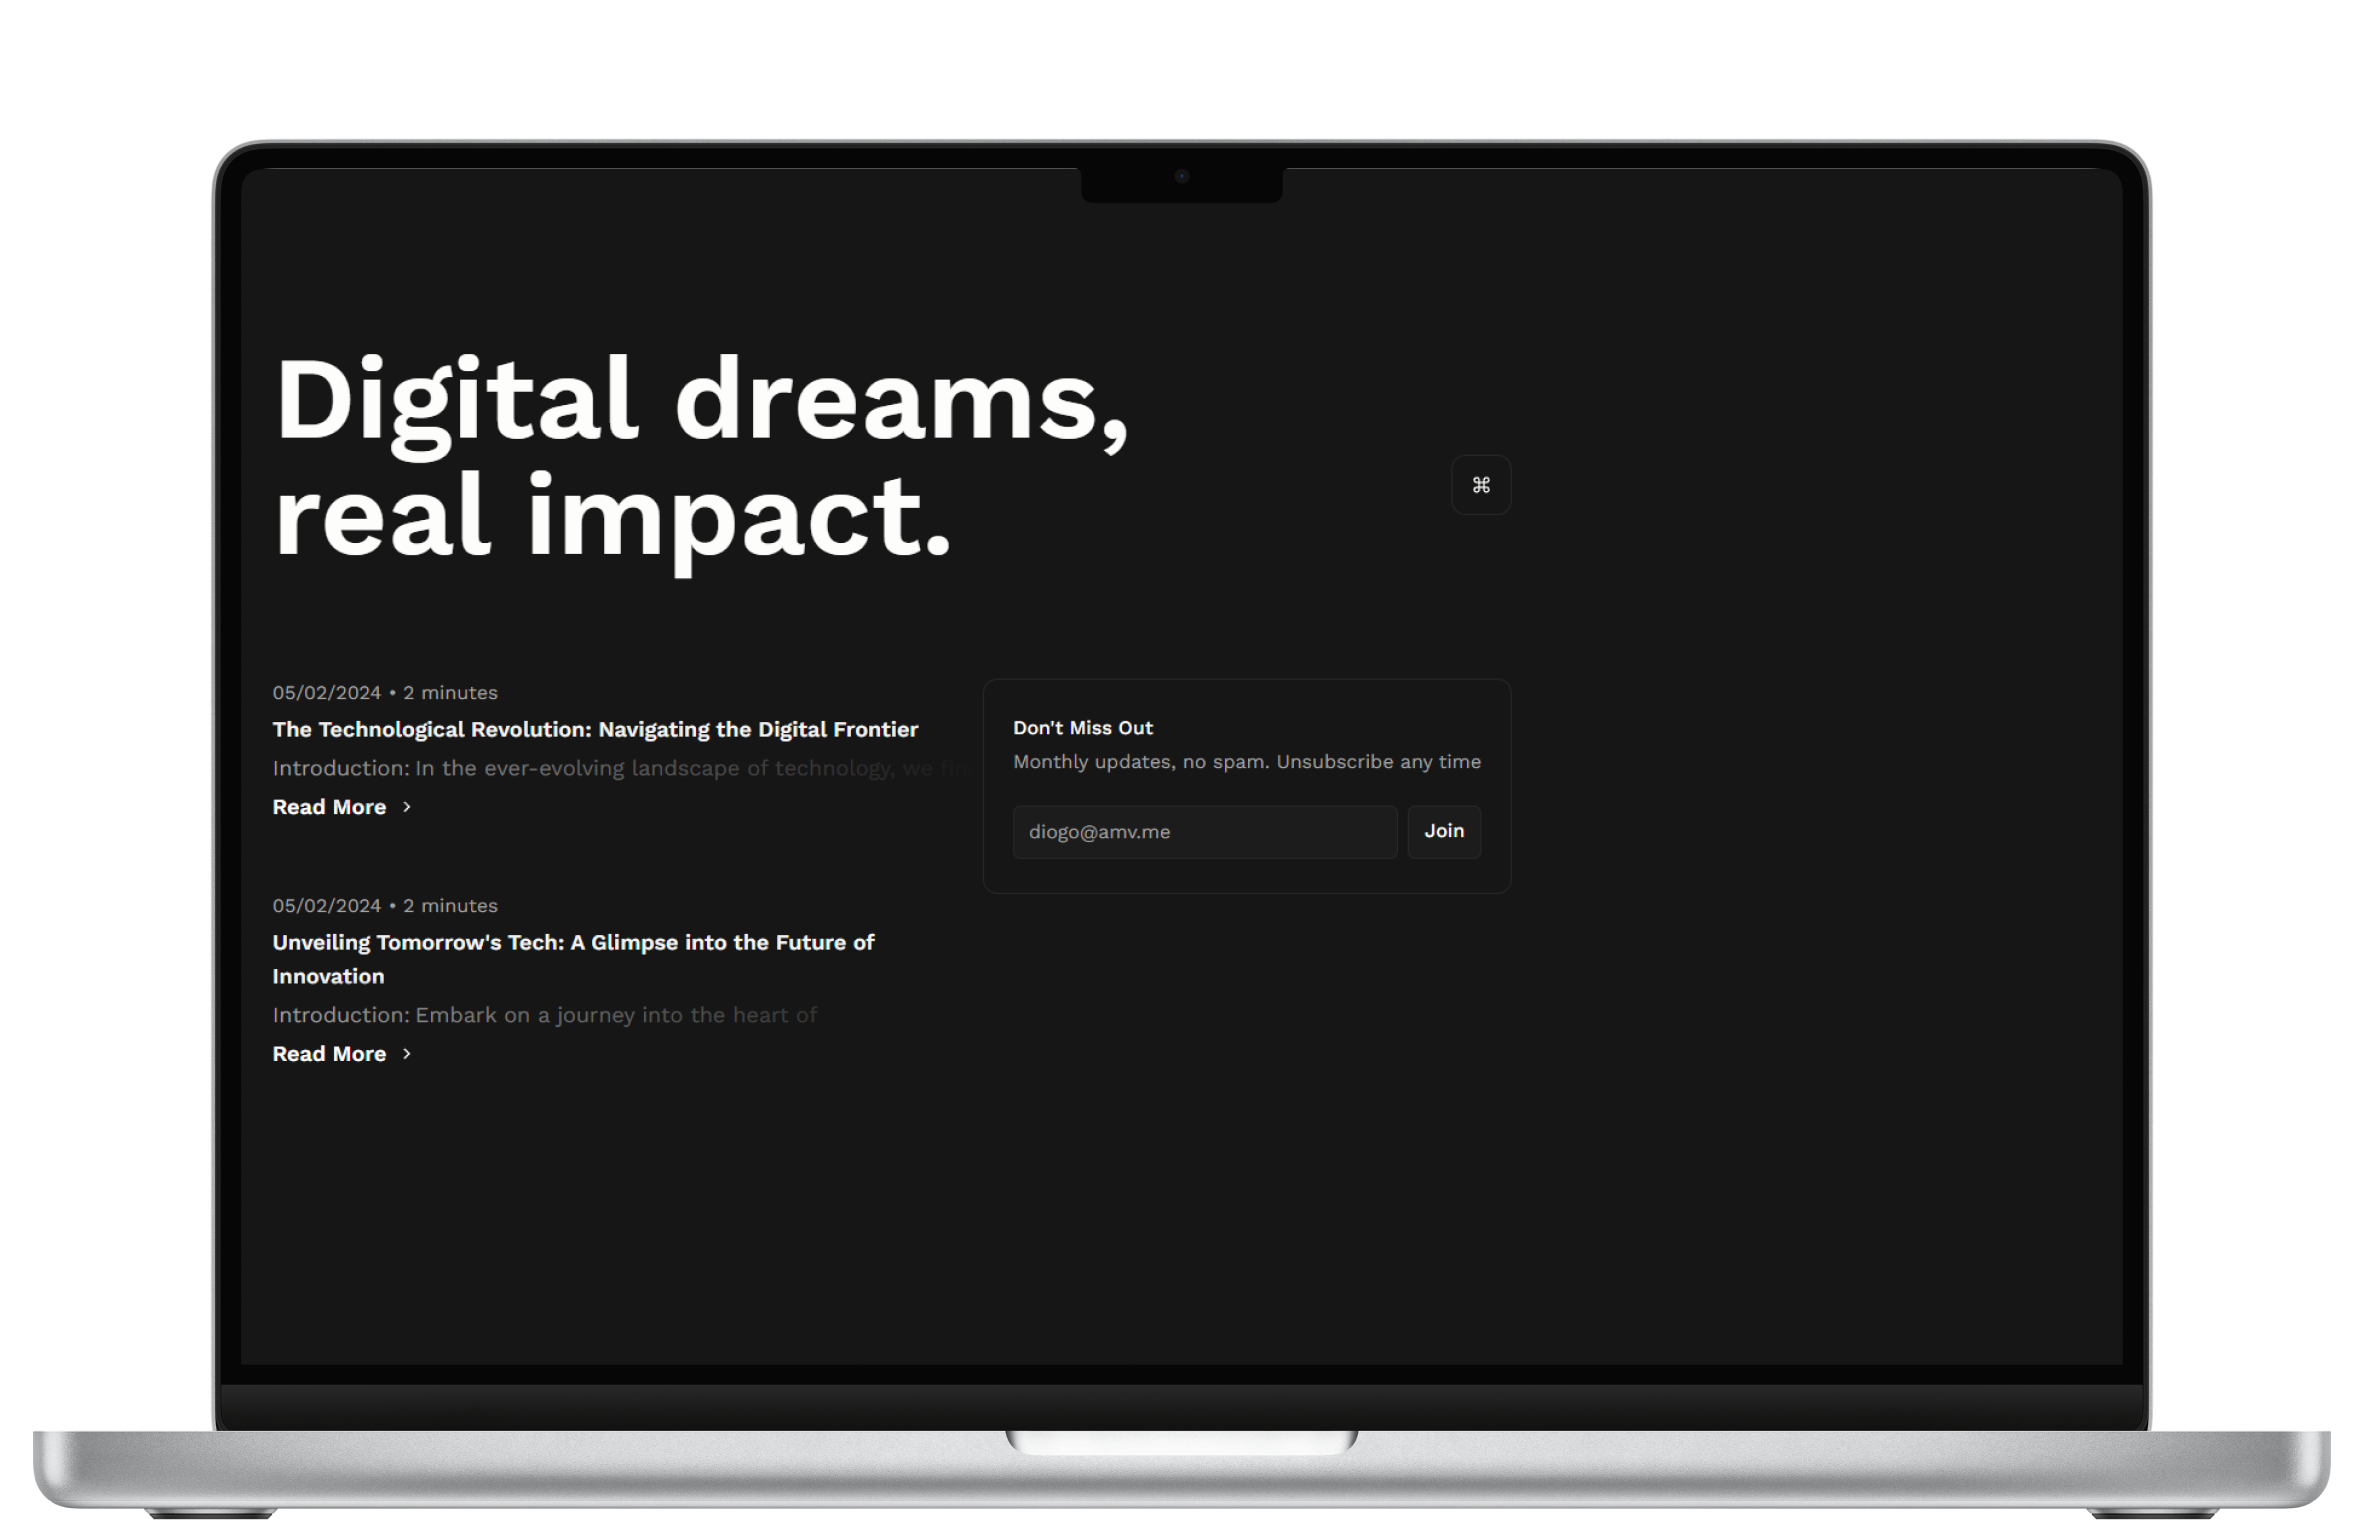 Digital dreams,
real impact.
⌘
05/02/2024 • 2 minutes
The Technological Revolution: Navigating the Digital Frontier
Introduction: In the ever-evolving landscape of technology, we fin
Read More
Don't Miss Out
Monthly updates, no spam. Unsubscribe any time
diogo@amv.me
Join
05/02/2024 • 2 minutes
Unveiling Tomorrow's Tech: A Glimpse into the Future of
Innovation
Introduction: Embark on a journey into the heart of
Read More